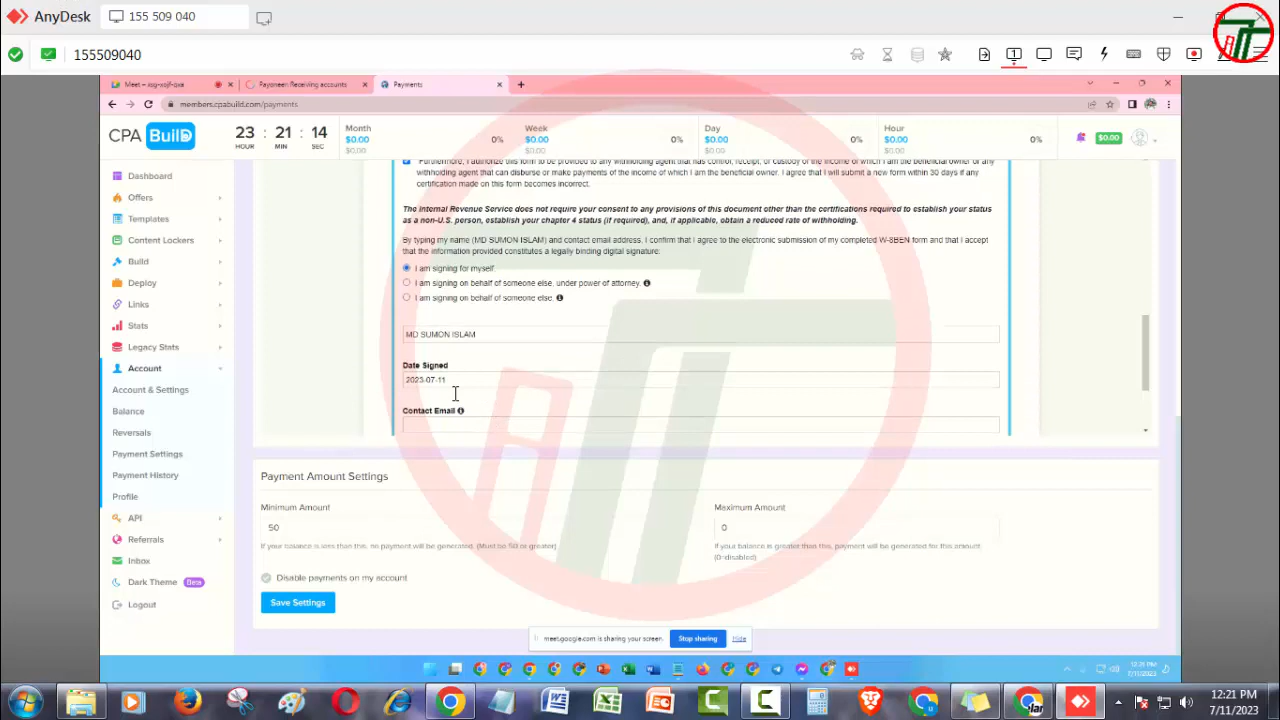 AnyDesk
155 509 040
155509040
Meet –
Payoneer Receiving accounts
Payments
members.cpabuild.com/payments
CPA Build
23 : 21 : 14
HOUR MIN SEC
Month
$0.00 0%
$0.00
Week
$0.00 0%
$0.00
Day
$0.00 0%
$0.00
Hour
$0.00 0%
$0.00
$0.00
Dashboard
Offers
Templates
Content Lockers
Build
Deploy
Links
Stats
Legacy Stats
Account
Account & Settings
Balance
Reversals
Payment Settings
Payment History
Profile
API
Referrals
Inbox
Dark Theme Beta
Logout
Furthermore, I authorize this form to be provided to any withholding agent that has control, receipt, or custody of the income of which I am the beneficial owner or any
withholding agent that can disburse or make payments of the income of which I am the beneficial owner. I agree that I will submit a new form within 30 days if any
certification made on this form becomes incorrect.
The Internal Revenue Service does not require your consent to any provisions of this document other than the certifications required to establish your status
as a non-U.S. person, establish your chapter 4 status (if required), and, if applicable, obtain a reduced rate of withholding.
By typing my name (MD SUMON ISLAM) and contact email address, I confirm that I agree to the electronic submission of my completed W-8BEN form and that I accept
that the information provided constitutes a legally binding digital signature:
I am signing for myself.
I am signing on behalf of someone else, under power of attorney.
I am signing on behalf of someone else.
MD SUMON ISLAM
Date Signed
2023-07-11
Contact Email
Payment Amount Settings
Minimum Amount
50
If your balance is less than this, no payment will be generated. (Must be 50 or greater)
Maximum Amount
0
If your balance is greater than this, payment will be generated for this amount.
(0=disabled)
Disable payments on my account
Save Settings
meet.google.com is sharing your screen.
Stop sharing
Hide
12:21 PM
7/11/2023
12:21 PM
7/11/2023